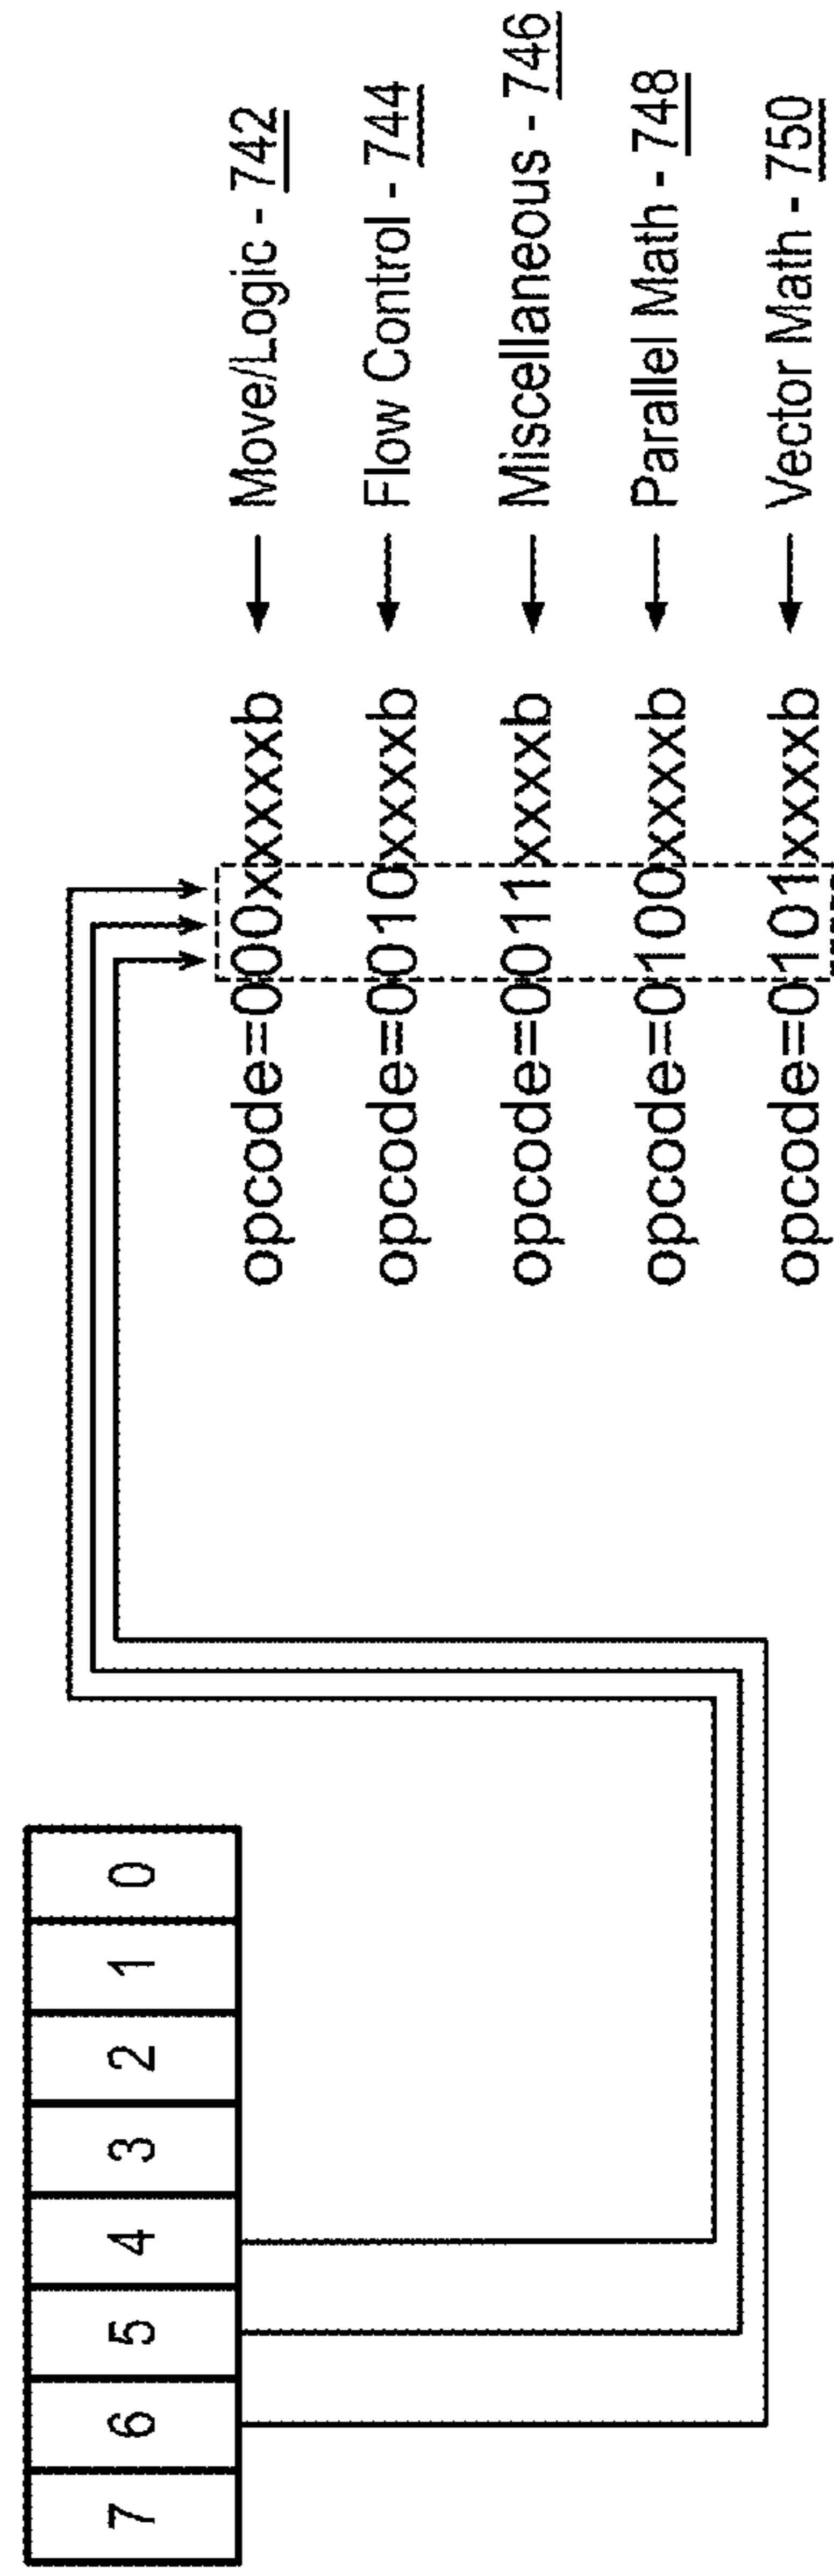 7 6 5 4 3 2 1 0
opcode=000xxxxxb ← Move/Logic - 742
opcode=0010xxxxb ← Flow Control - 744
opcode=0011xxxxb ← Miscellaneous - 746
opcode=0100xxxxb ← Parallel Math - 748
opcode=0101xxxxb ← Vector Math - 750